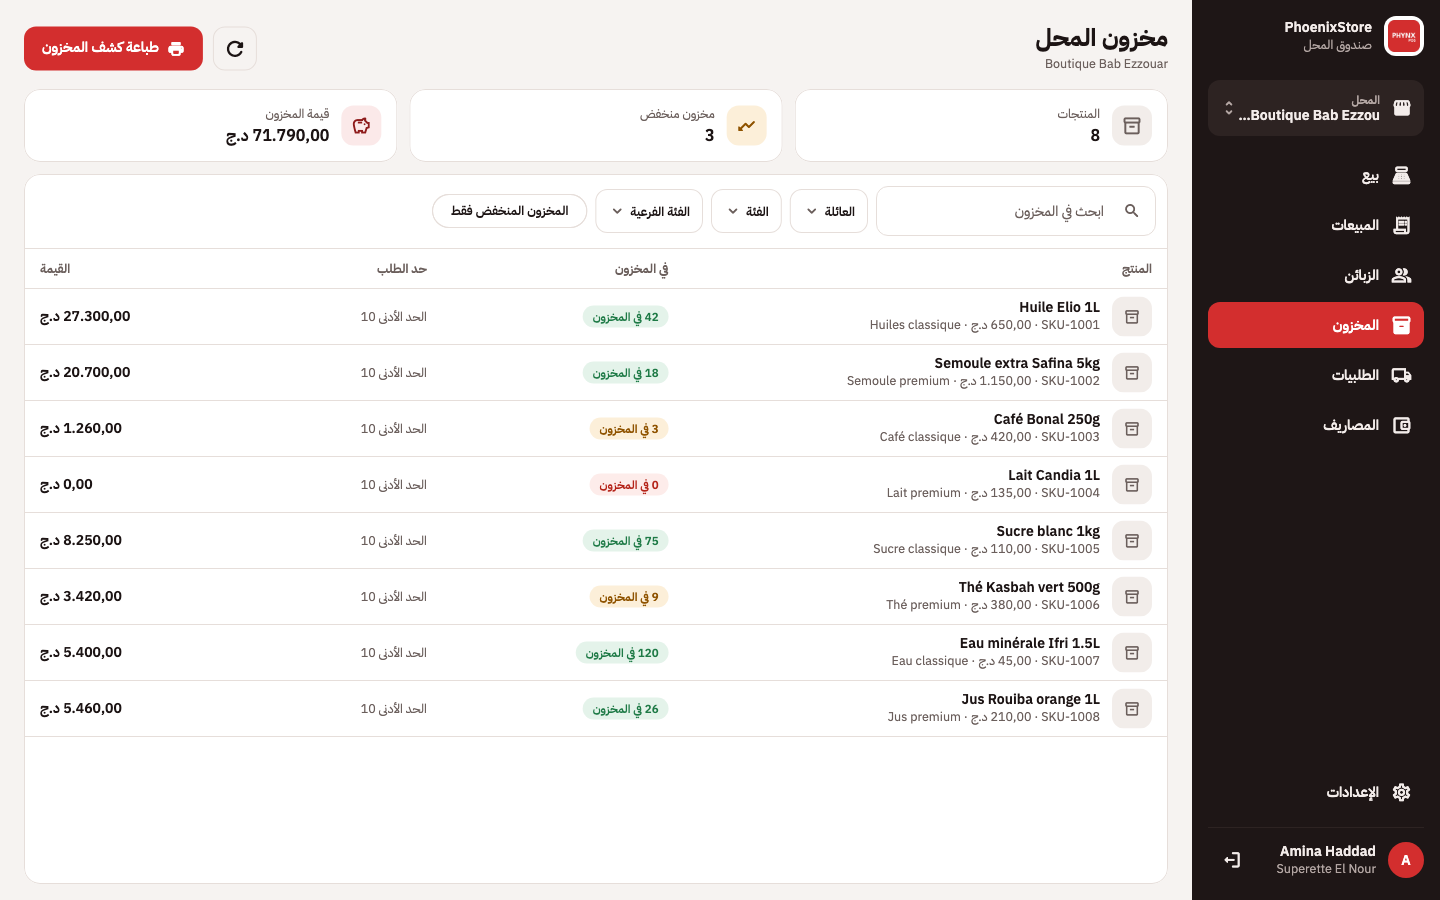 PHYNX
POS
PhoenixStore
صندوق المحل
المحل
Boutique Bab Ezzou...
بيع
المبيعات
الزبائن
المخزون
الطلبيات
المصاريف
الإعدادات
A
Amina Haddad
Superette El Nour
مخزون المحل
Boutique Bab Ezzouar
طباعة كشف المخزون
المنتجات
8
مخزون منخفض
3
قيمة المخزون
71.790,00 د.ج
ابحث في المخزون
العائلة
الفئة
الفئة الفرعية
المخزون المنخفض فقط
المنتج في المخزون حد الطلب القيمة
Huile Elio 1L
Huiles classique · د.ج 650,00 · SKU-1001
42 في المخزون
الحد الأدنى 10
27.300,00 د.ج
Semoule extra Safina 5kg
Semoule premium · د.ج 1.150,00 · SKU-1002
18 في المخزون
الحد الأدنى 10
20.700,00 د.ج
Café Bonal 250g
Café classique · د.ج 420,00 · SKU-1003
3 في المخزون
الحد الأدنى 10
1.260,00 د.ج
Lait Candia 1L
Lait premium · د.ج 135,00 · SKU-1004
0 في المخزون
الحد الأدنى 10
0,00 د.ج
Sucre blanc 1kg
Sucre classique · د.ج 110,00 · SKU-1005
75 في المخزون
الحد الأدنى 10
8.250,00 د.ج
Thé Kasbah vert 500g
Thé premium · د.ج 380,00 · SKU-1006
9 في المخزون
الحد الأدنى 10
3.420,00 د.ج
Eau minérale Ifri 1.5L
Eau classique · د.ج 45,00 · SKU-1007
120 في المخزون
الحد الأدنى 10
5.400,00 د.ج
Jus Rouiba orange 1L
Jus premium · د.ج 210,00 · SKU-1008
26 في المخزون
الحد الأدنى 10
5.460,00 د.ج